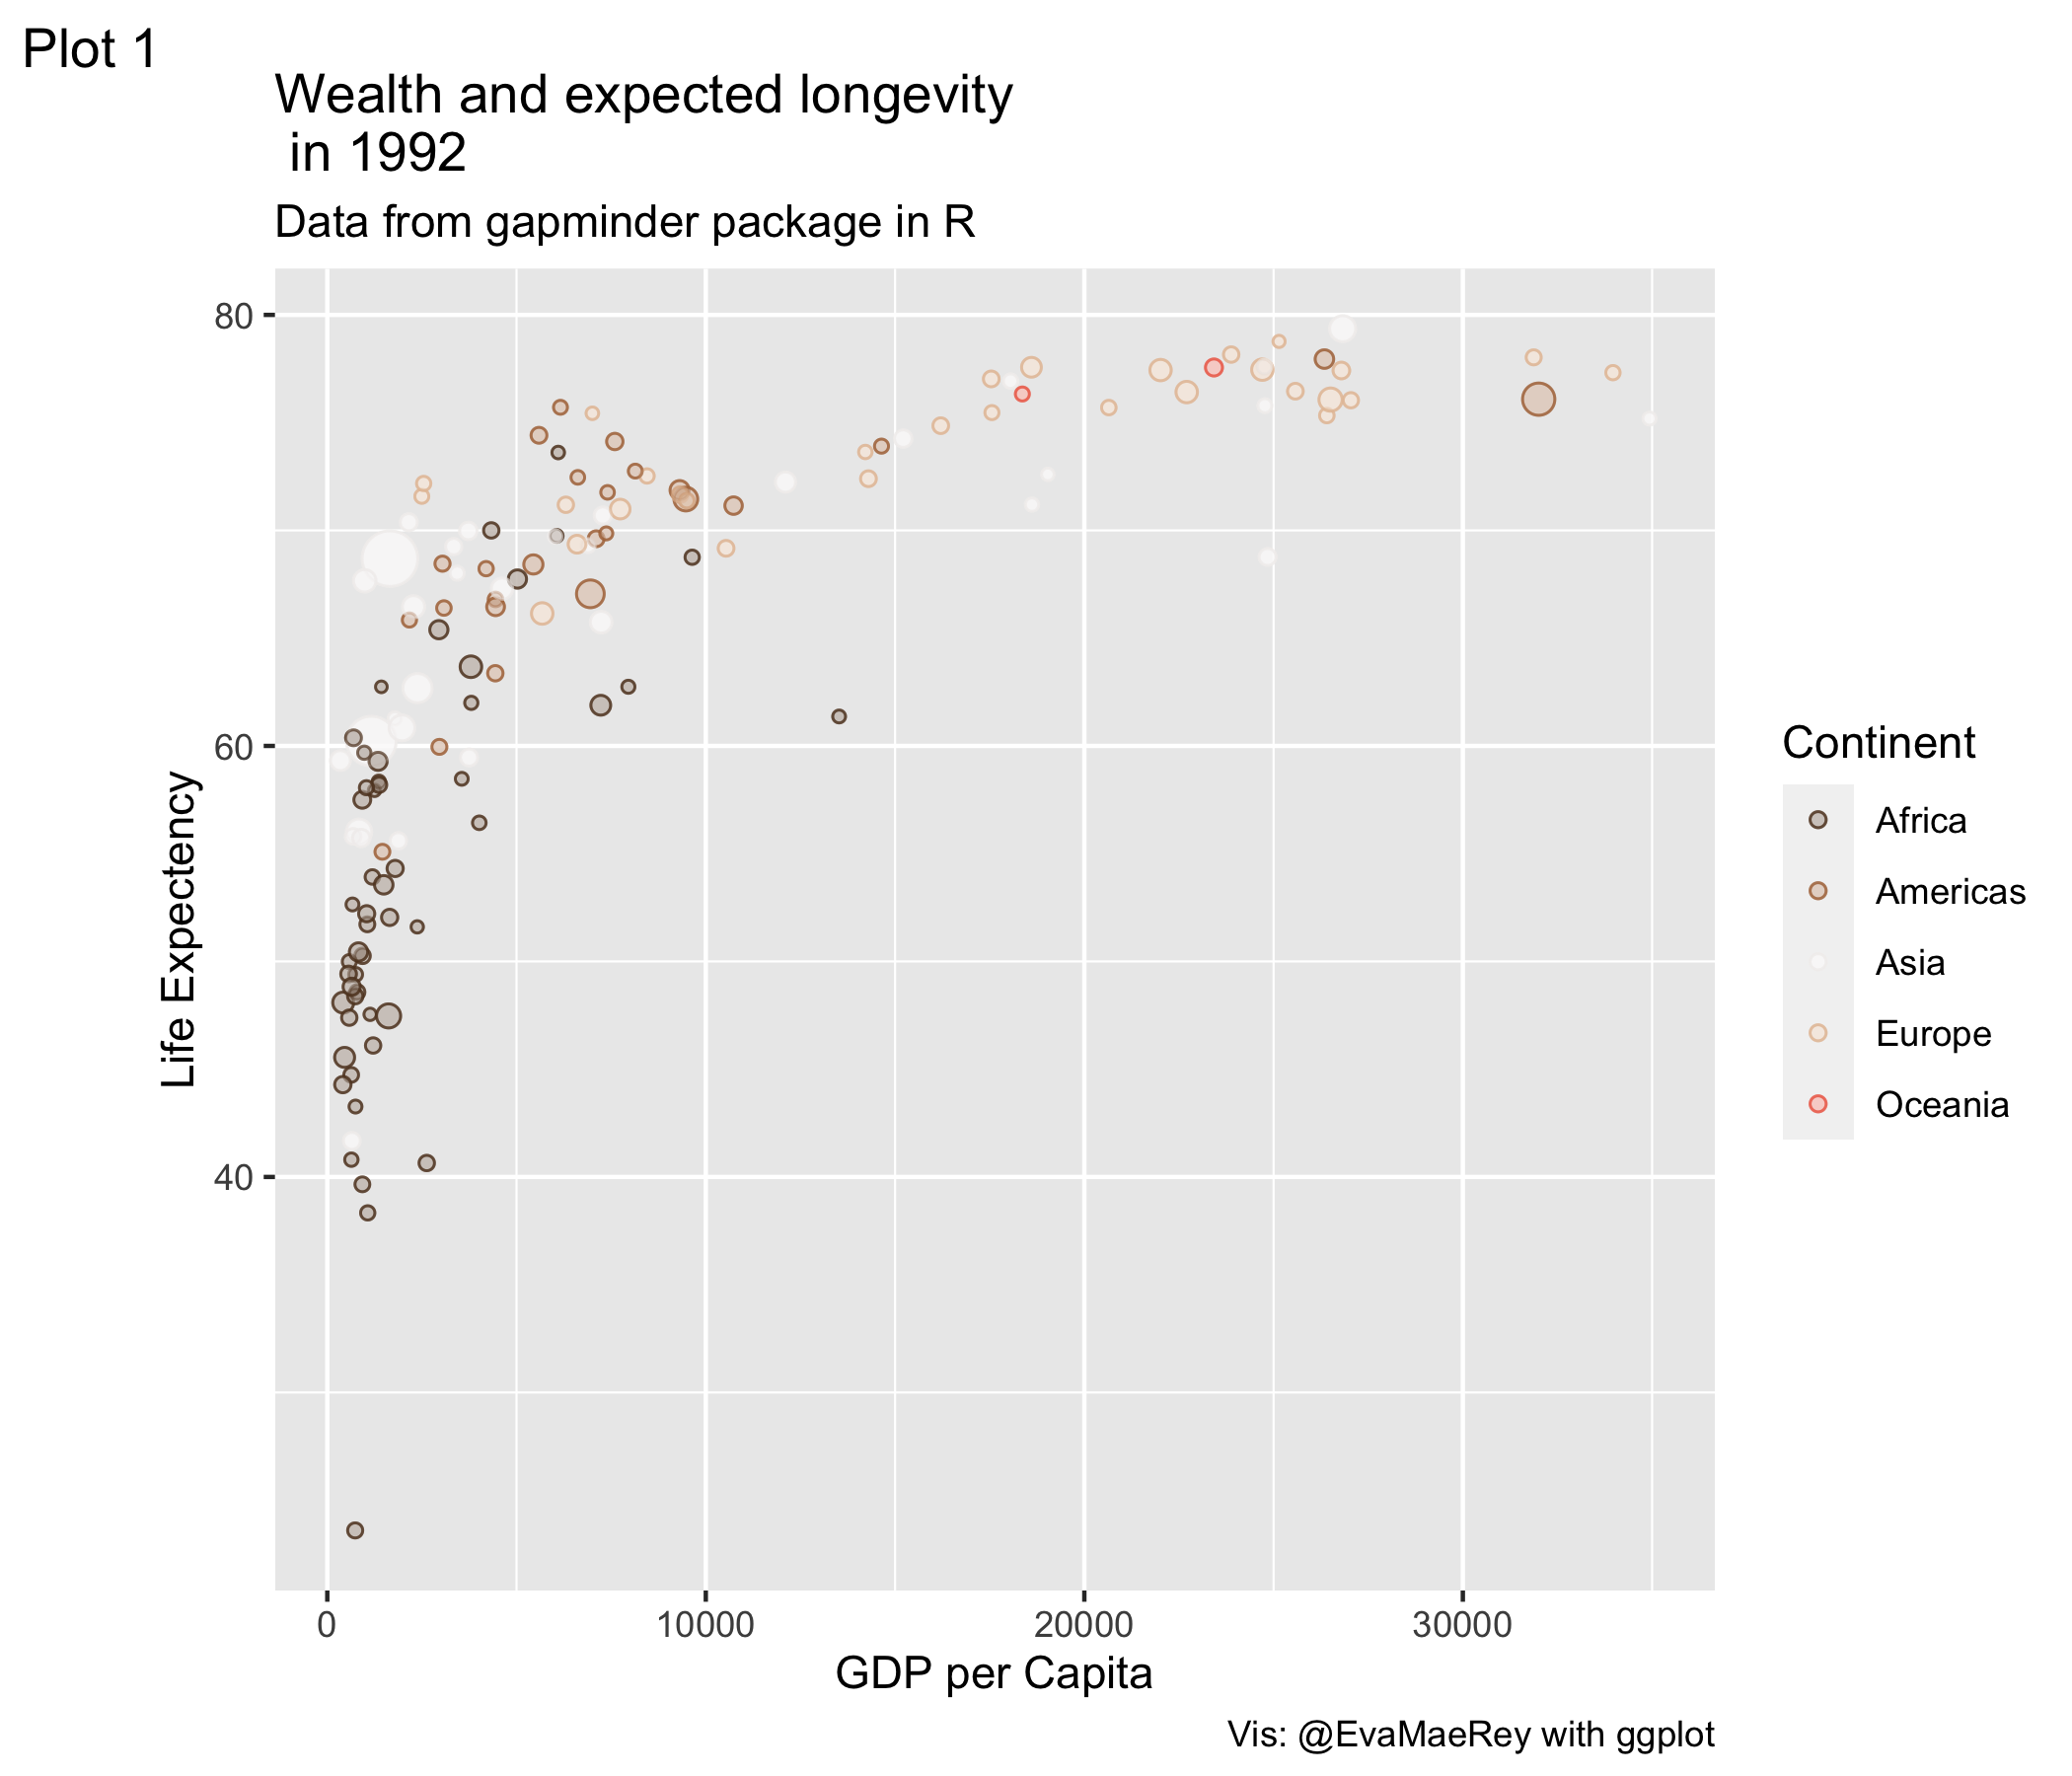 Plot 1
Wealth and expected longevity
in 1992
Data from gapminder package in R
80
60
40
Life Expectency
0 10000 20000 30000
GDP per Capita
Continent
Africa
Americas
Asia
Europe
Oceania
Vis: @EvaMaeRey with ggplot